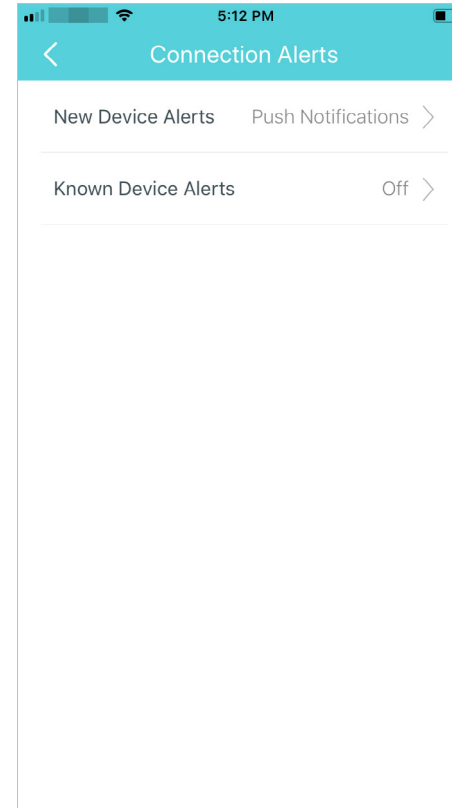 5:12 PM
Connection Alerts
New Device Alerts Push Notifications
Known Device Alerts Off